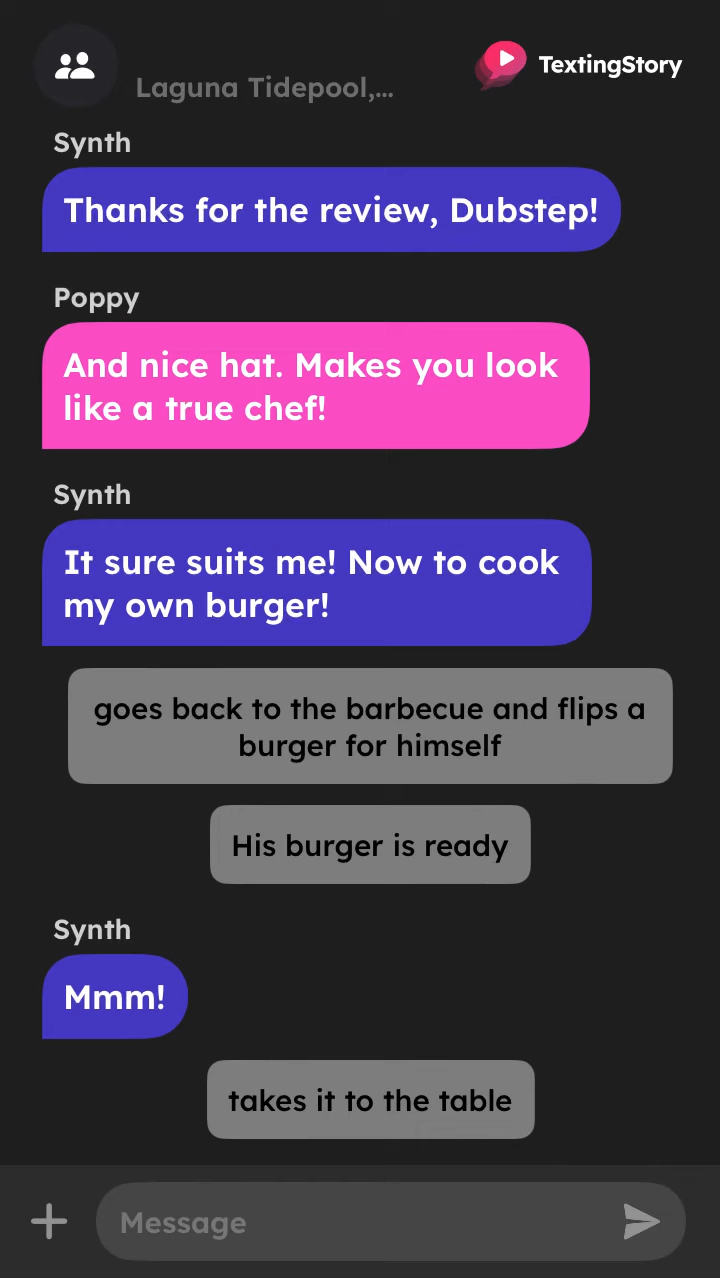 Laguna Tidepool,...
TextingStory
Synth
Thanks for the review, Dubstep!
Poppy
And nice hat. Makes you look
like a true chef!
Synth
It sure suits me! Now to cook
my own burger!
goes back to the barbecue and flips a
burger for himself
His burger is ready
Synth
Mmm!
takes it to the table
Message